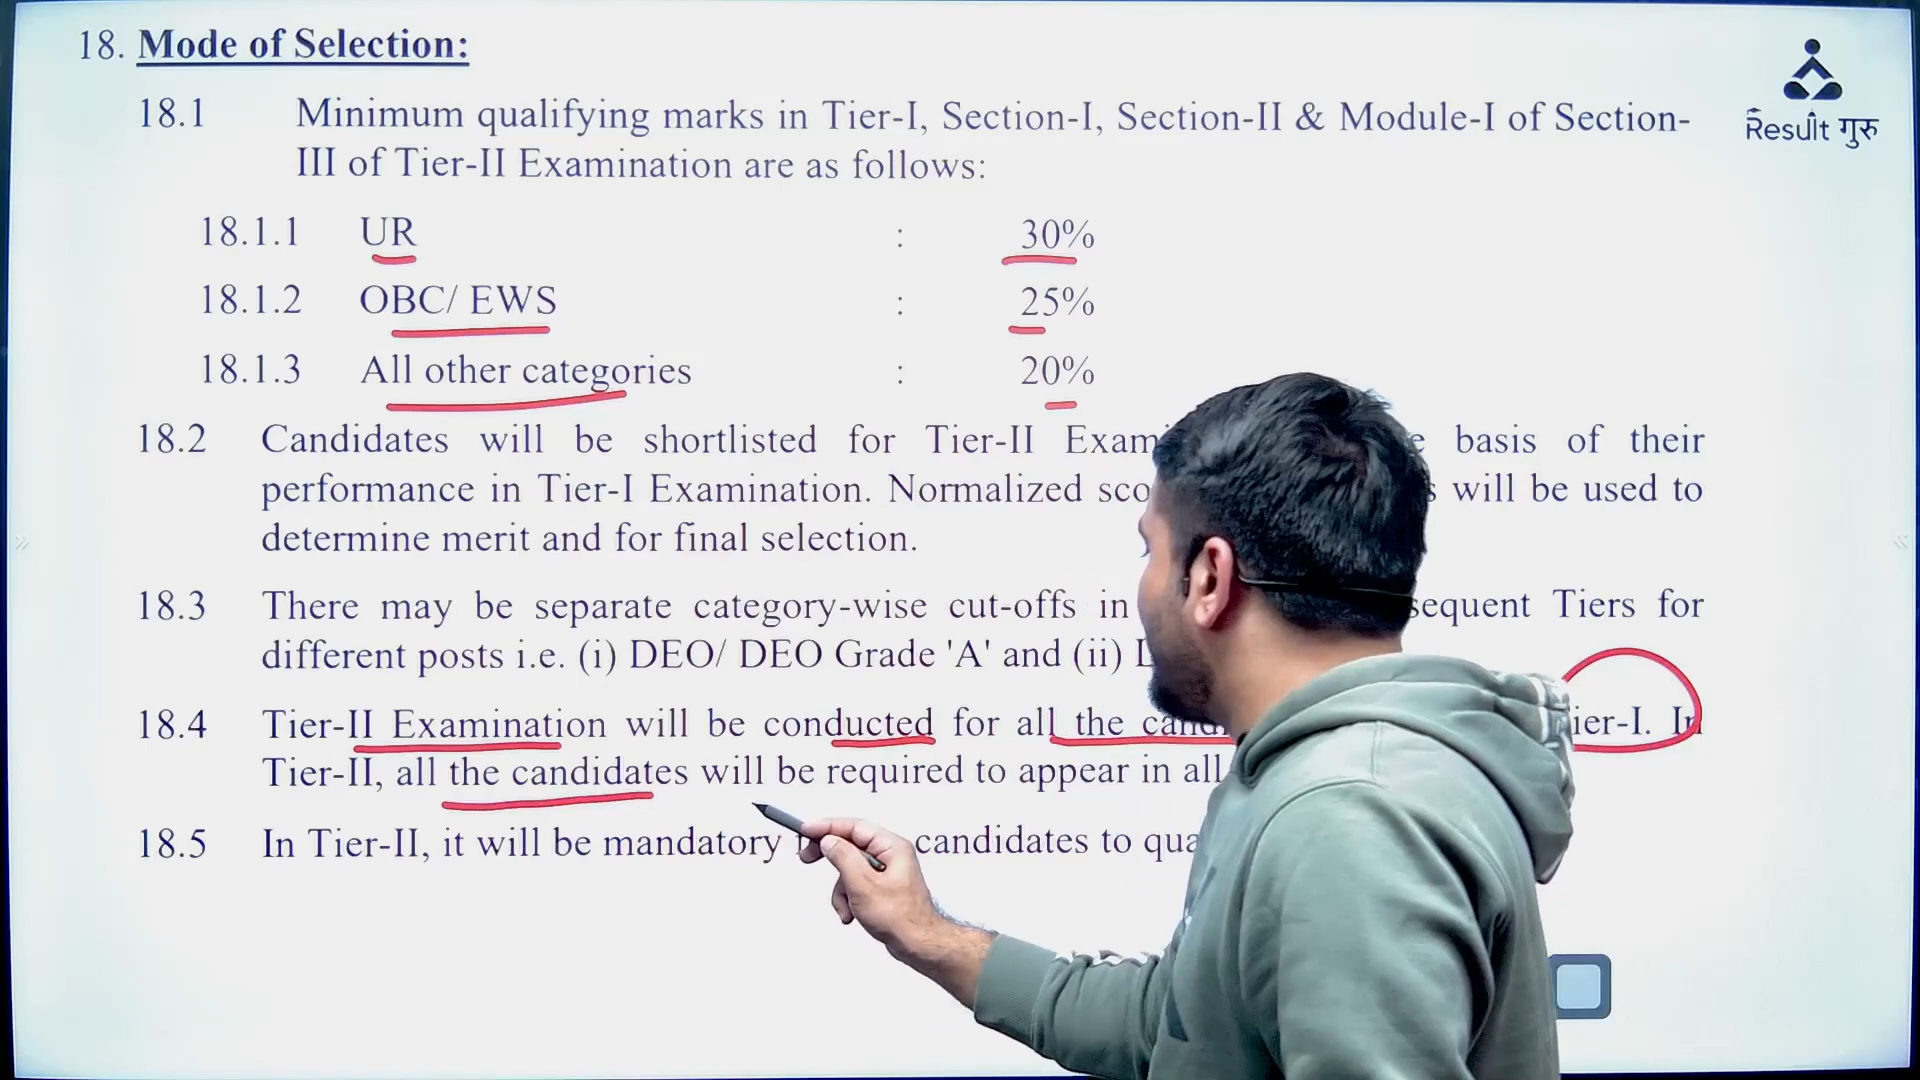 18. Mode of Selection:
Result गुरु
18.1 Minimum qualifying marks in Tier-I, Section-I, Section-II & Module-I of Section-
III of Tier-II Examination are as follows:
18.1.1 UR : 30%
18.1.2 OBC/ EWS : 25%
18.1.3 All other categories : 20%
18.2 Candidates will be shortlisted for Tier-II basis of their
performance in Tier-I Examination. Normalized will be used to
determine merit and for final selection.
18.3 There may be separate category-wise cut-offs in Tiers for
different posts i.e. (i) DEO/ DEO Grade 'A' and (ii)
18.4 Tier-II Examination will be conducted for all the In
Tier-II, all the candidates will be required to appear in all
18.5 In Tier-II, it will be mandatory candidates to